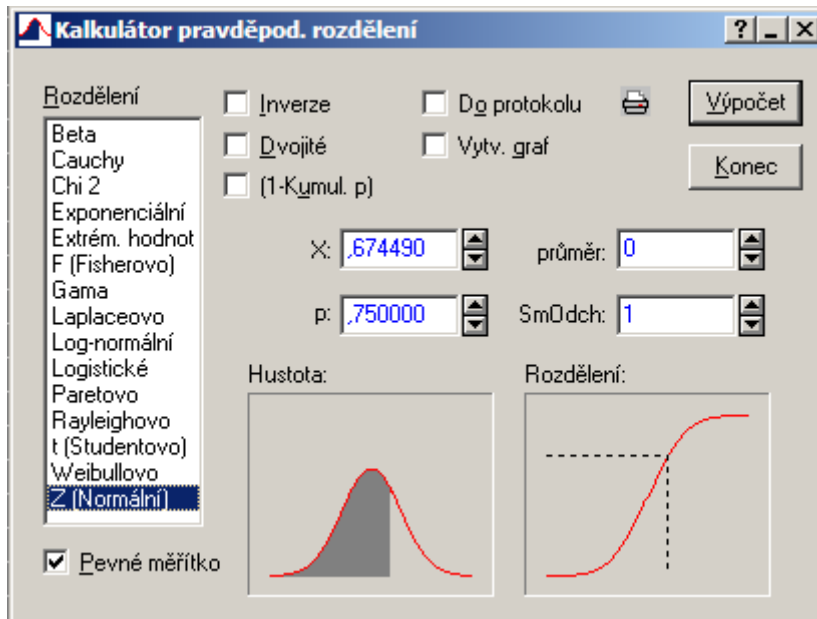 Kalkulátor pravděpod. rozdělení
Rozdělení
Beta
Cauchy
Chi 2
Exponenciální
Extrém. hodnot
F (Fisherovo)
Gama
Laplaceovo
Log-normální
Logistické
Paretovo
Rayleighovo
t (Studentovo)
Weibullovo
Z (Normální)
Pevné měřítko
Inverze
Dvojité
(1-Kumul. p)
Do protokolu
Vytv. graf
Výpočet
Konec
X: ,674490
průměr: 0
p: ,750000
SmOdch: 1
Hustota:
Rozdělení: